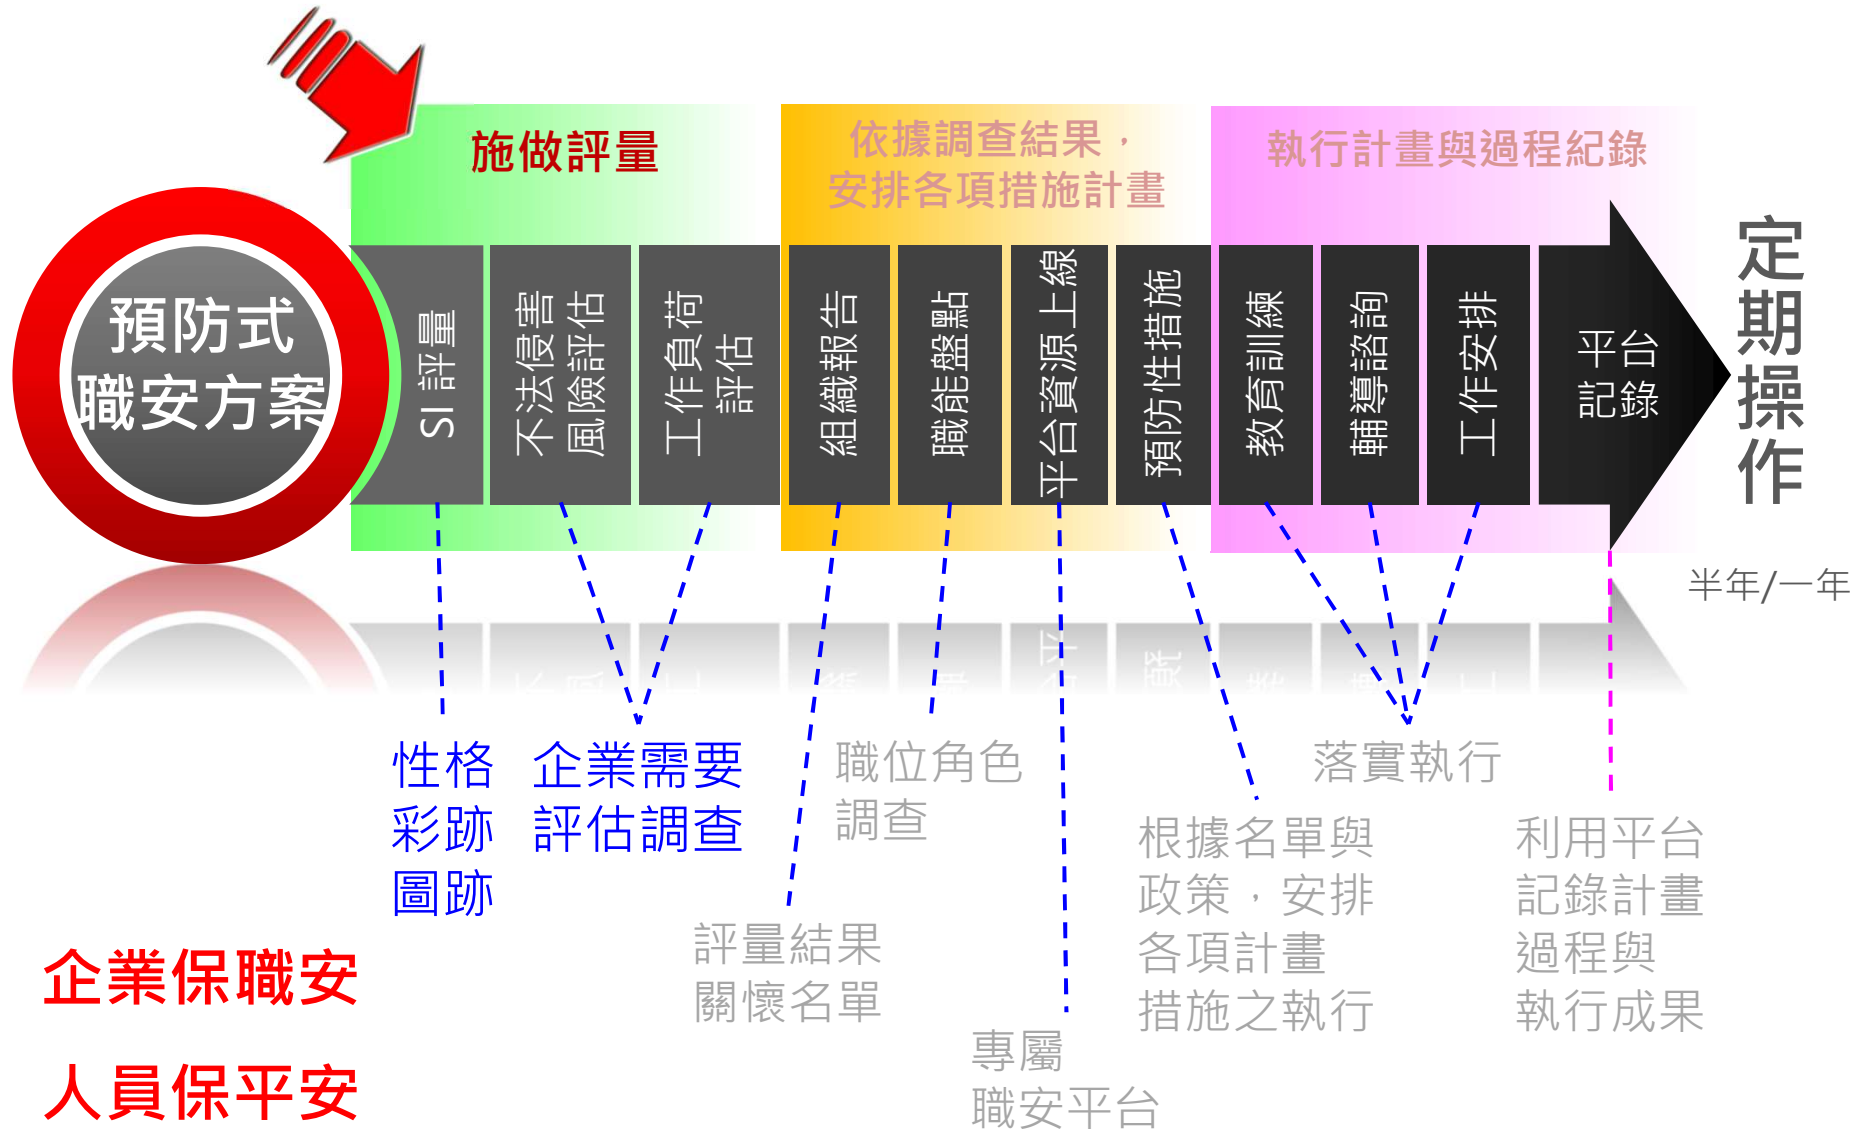 施做評量
依據調查結果，
安排各項措施計畫
執行計畫與過程紀錄
預防式
職安方案
SI 評量
不法侵害
風險評估
工作負荷
評估
組織報告
職能盤點
平台資源上線
預防性措施
教育訓練
輔導諮詢
工作安排
平台
記錄
定期操作
半年/一年
性格
彩跡
圖跡
企業需要
評估調查
評量結果
關懷名單
職位角色
調查
專屬
職安平台
根據名單與
政策，安排
各項計畫
措施之執行
落實執行
利用平台
記錄計畫
過程與
執行成果
企業保職安
人員保平安